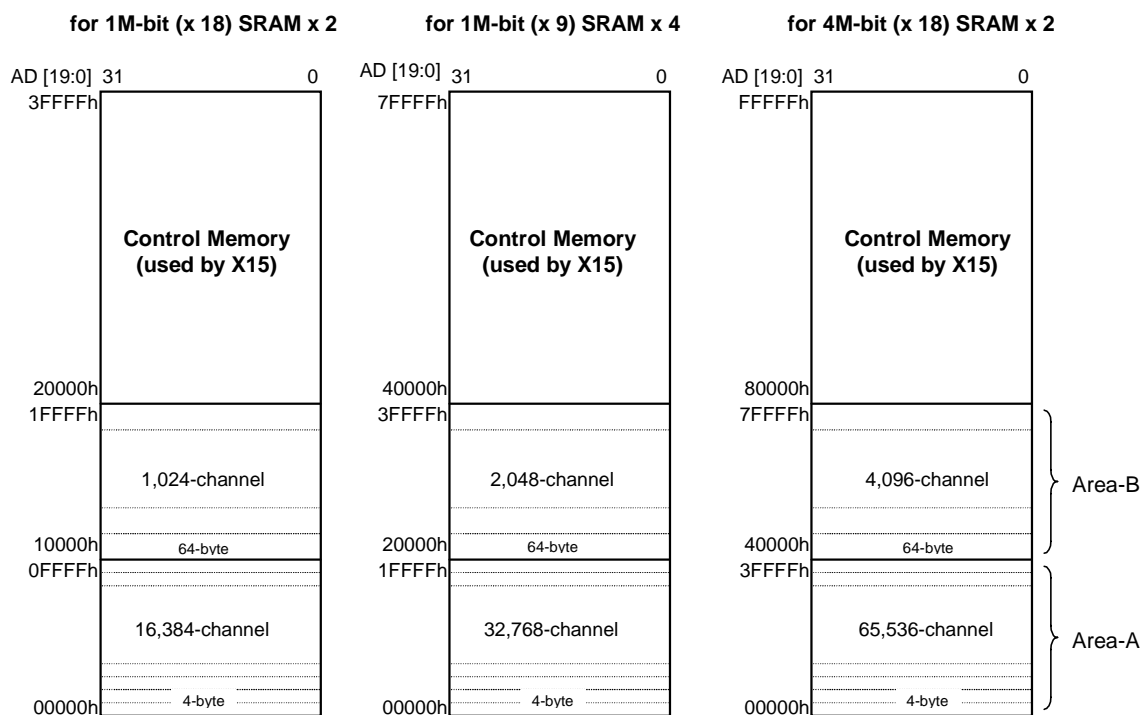 for 1M-bit (x 18) SRAM x 2
AD [19:0] 31 0
3FFFFh
Control Memory
(used by X15)
20000h
1FFFFh
1,024-channel
10000h
64-byte
0FFFFh
16,384-channel
4-byte
00000h
for 1M-bit (x 9) SRAM x 4
AD [19:0] 31 0
7FFFFh
Control Memory
(used by X15)
40000h
3FFFFh
2,048-channel
20000h
64-byte
1FFFFh
32,768-channel
4-byte
00000h
for 4M-bit (x 18) SRAM x 2
AD [19:0] 31 0
FFFFFh
Control Memory
(used by X15)
80000h
7FFFFh
4,096-channel
40000h
64-byte
3FFFFh
65,536-channel
4-byte
00000h
Area-B
Area-A